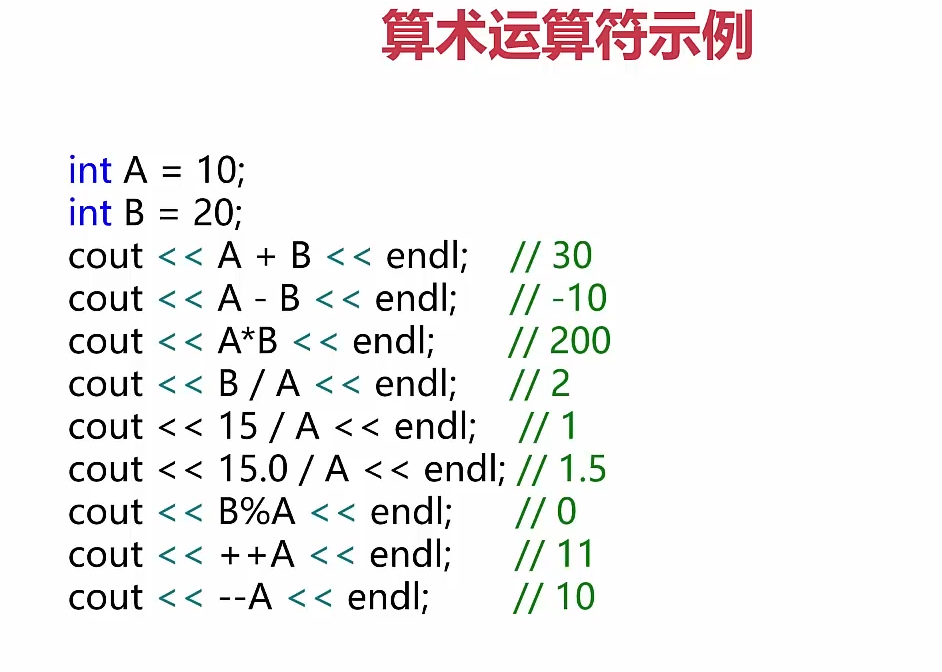 算术运算符示例
int A = 10;
int B = 20;
cout << A + B << endl; // 30
cout << A - B << endl; // -10
cout << A*B << endl; // 200
cout << B / A << endl; // 2
cout << 15 / A << endl; // 1
cout << 15.0 / A << endl; // 1.5
cout << B%A << endl; // 0
cout << ++A << endl; // 11
cout << --A << endl; // 10